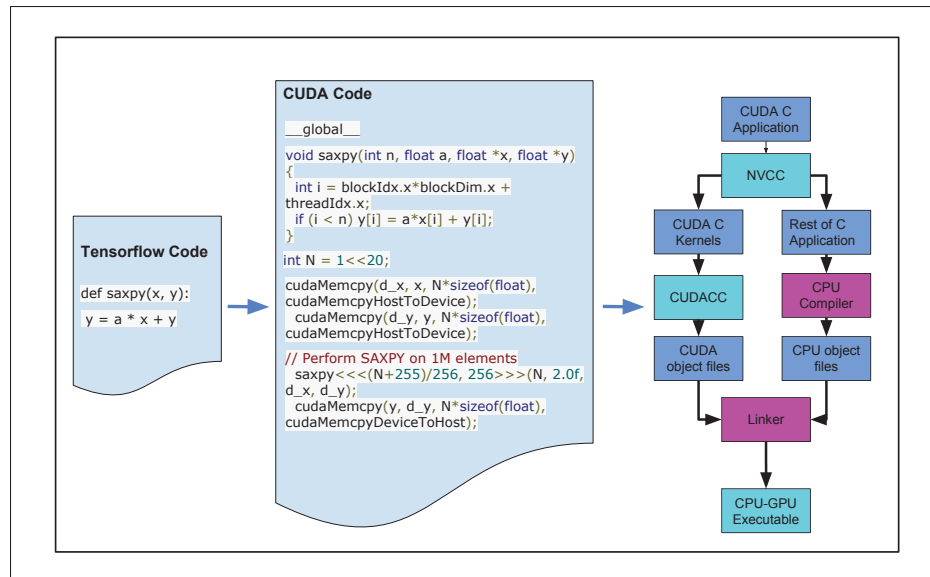 Tensorflow Code
def saxpy(x, y):
y = a * x + y
CUDA Code
__global__
void saxpy(int n, float a, float *x, float *y)
{
int i = blockIdx.x*blockDim.x +
threadIdx.x;
if (i < n) y[i] = a*x[i] + y[i];
}
int N = 1<<20;
cudaMemcpy(d_x, x, N*sizeof(float),
cudaMemcpyHostToDevice);
cudaMemcpy(d_y, y, N*sizeof(float),
cudaMemcpyHostToDevice);
// Perform SAXPY on 1M elements
saxpy<<<(N+255)/256, 256>>>(N, 2.0f,
d_x, d_y);
cudaMemcpy(y, d_y, N*sizeof(float),
cudaMemcpyDeviceToHost);
CUDA C
Application
NVCC
CUDA C
Kernels
Rest of C
Application
CUDACC
CPU
Compiler
CUDA
object files
CPU object
files
Linker
CPU-GPU
Executable